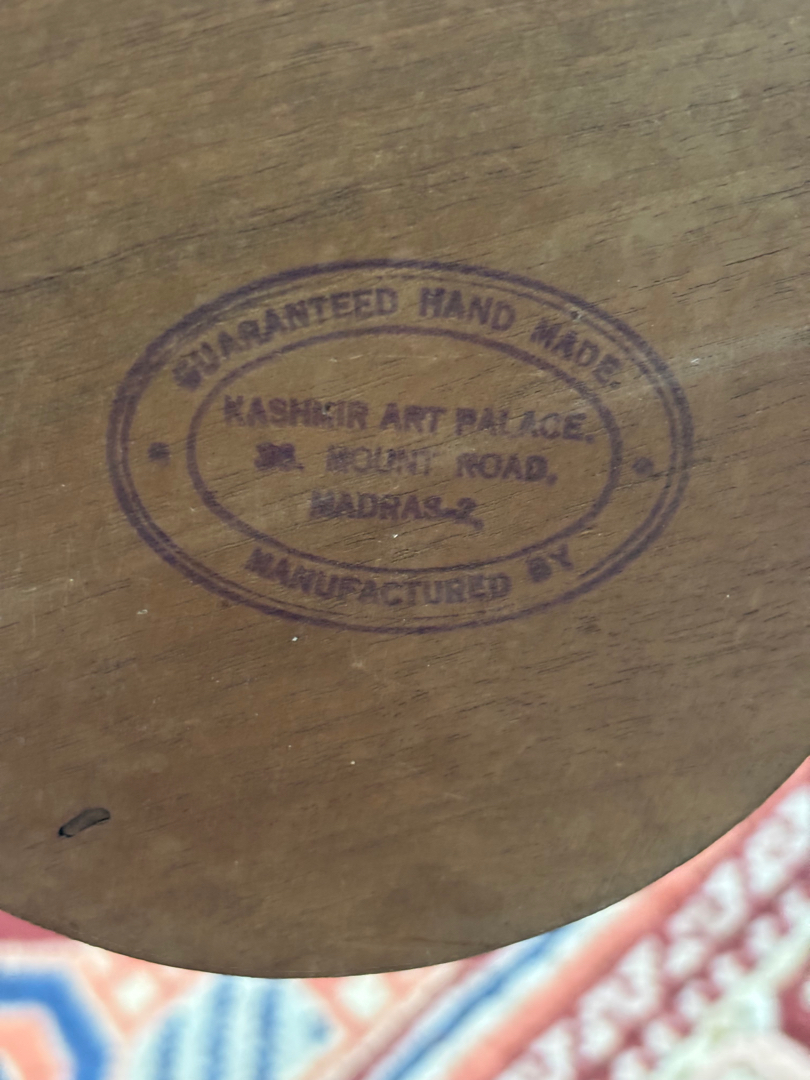 GUARANTEED HAND MADE.
KASHMIR ART PALACE.
MOUNT ROAD,
MADRAS-2,
MANUFACTURED BY